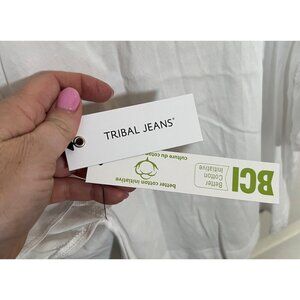 TRIBAL JEANS®
BCI
Better
Cotton
Initiative
better cotton initiative
culture du coton